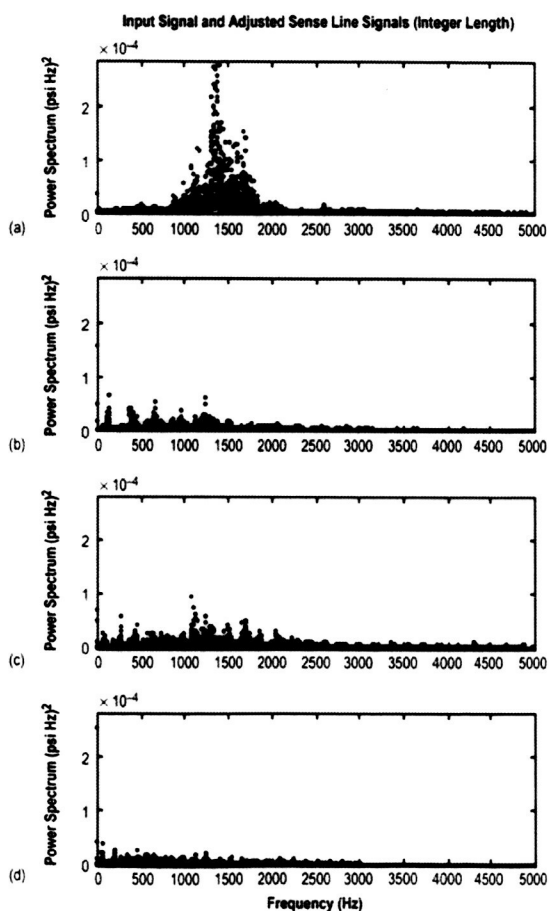 Input Signal and Adjusted Sense Line Signals (Integer Length)
× 10⁻⁴
Power Spectrum (psi Hz)²
2
1
0
(a)
0 500 1000 1500 2000 2500 3000 3500 4000 4500 5000
× 10⁻⁴
Power Spectrum (psi Hz)²
2
1
0
(b)
0 500 1000 1500 2000 2500 3000 3500 4000 4500 5000
× 10⁻⁴
Power Spectrum (psi Hz)²
2
1
0
(c)
0 500 1000 1500 2000 2500 3000 3500 4000 4500 5000
× 10⁻⁴
Power Spectrum (psi Hz)²
2
1
0
(d)
0 500 1000 1500 2000 2500 3000 3500 4000 4500 5000
Frequency (Hz)